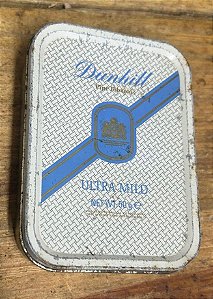 Dunhill
Pipe Tobacco
ULTRA MILD
NET WT. 50 g ℮